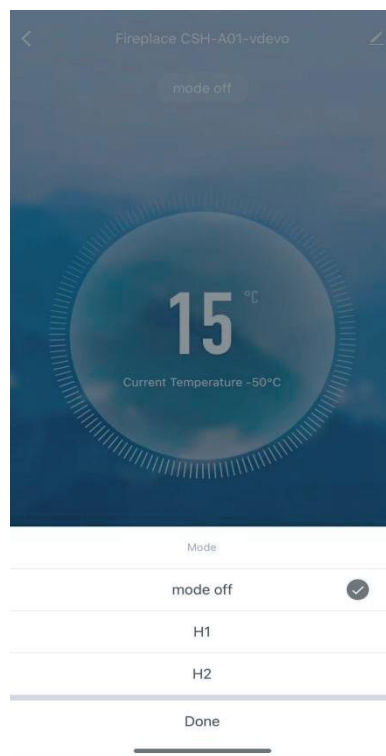 Fireplace CSH-A01-vdevo
mode off
15 °C
Current Temperature -50°C
Mode
mode off
H1
H2
Done